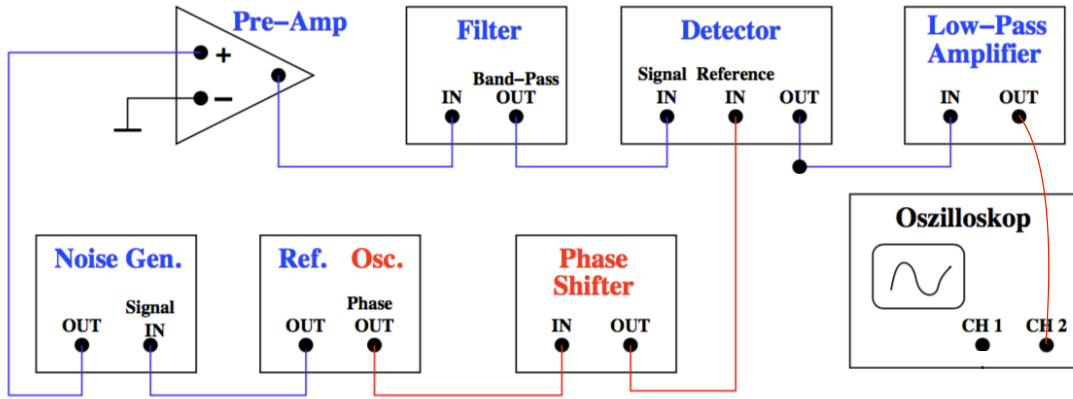 Pre−Amp
+
−
Filter
Band−Pass
IN OUT
Detector
Signal Reference
IN IN OUT
Low−Pass
Amplifier
IN OUT
Noise Gen.
Signal
OUT IN
Ref. Osc.
Phase
OUT OUT
Phase
Shifter
IN OUT
Oszilloskop
CH 1 CH 2